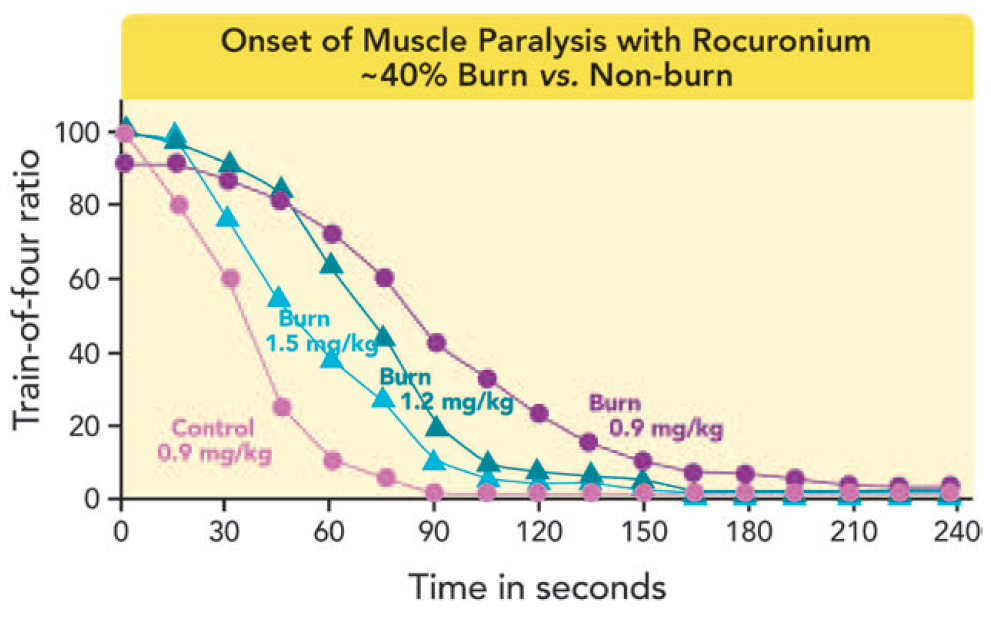 Onset of Muscle Paralysis with Rocuronium
~40% Burn vs. Non-burn
Train-of-four ratio
100
80
60
40
20
0
Burn
1.5 mg/kg
Burn
1.2 mg/kg
Burn
0.9 mg/kg
Control
0.9 mg/kg
0 30 60 90 120 150 180 210 240
Time in seconds